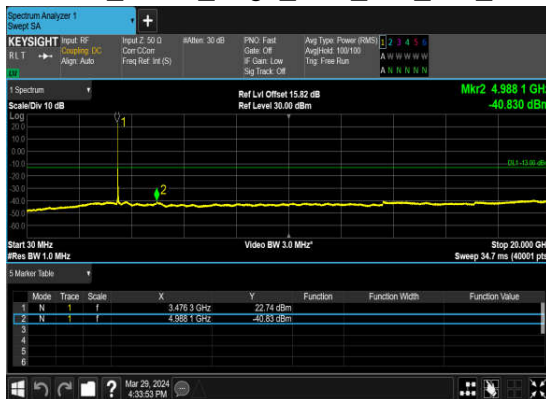 Spectrum Analyzer 1
Swept SA
+
KEYSIGHT Input: RF Input Z: 50 Ω #Atten: 30 dB PNO: Fast Avg Type: Power (RMS) 1 2 3 4 5 6
RLT Coupling: DC Corr CCorr Gate: Off Avg|Hold: 100/100 A W W W W W
Align: Auto Freq Ref: Int (S) IF Gain: Low Trig: Free Run
Sig Track: Off A N N N N N
1 Spectrum Ref Lvl Offset 15.82 dB Mkr2 4.988 1 GH
Scale/Div 10 dB Ref Level 30.00 dBm -40.830 dBm
Log
20.0
10.0
0.00
-10.0
DL1 -13.00 dB
-20.0
-30.0
-40.0
-50.0
-60.0
1
2
Start 30 MHz Video BW 3.0 MHz* Stop 20.000 GH
#Res BW 1.0 MHz Sweep 34.7 ms (40001 pts
5 Marker Table
Mode Trace Scale X Y Function Function Width Function Value
1 N 1 f 3.476 3 GHz 22.74 dBm
2 N 1 f 4.988 1 GHz -40.83 dBm
3
4
5
6
? Mar 29, 2024
4:33:53 PM